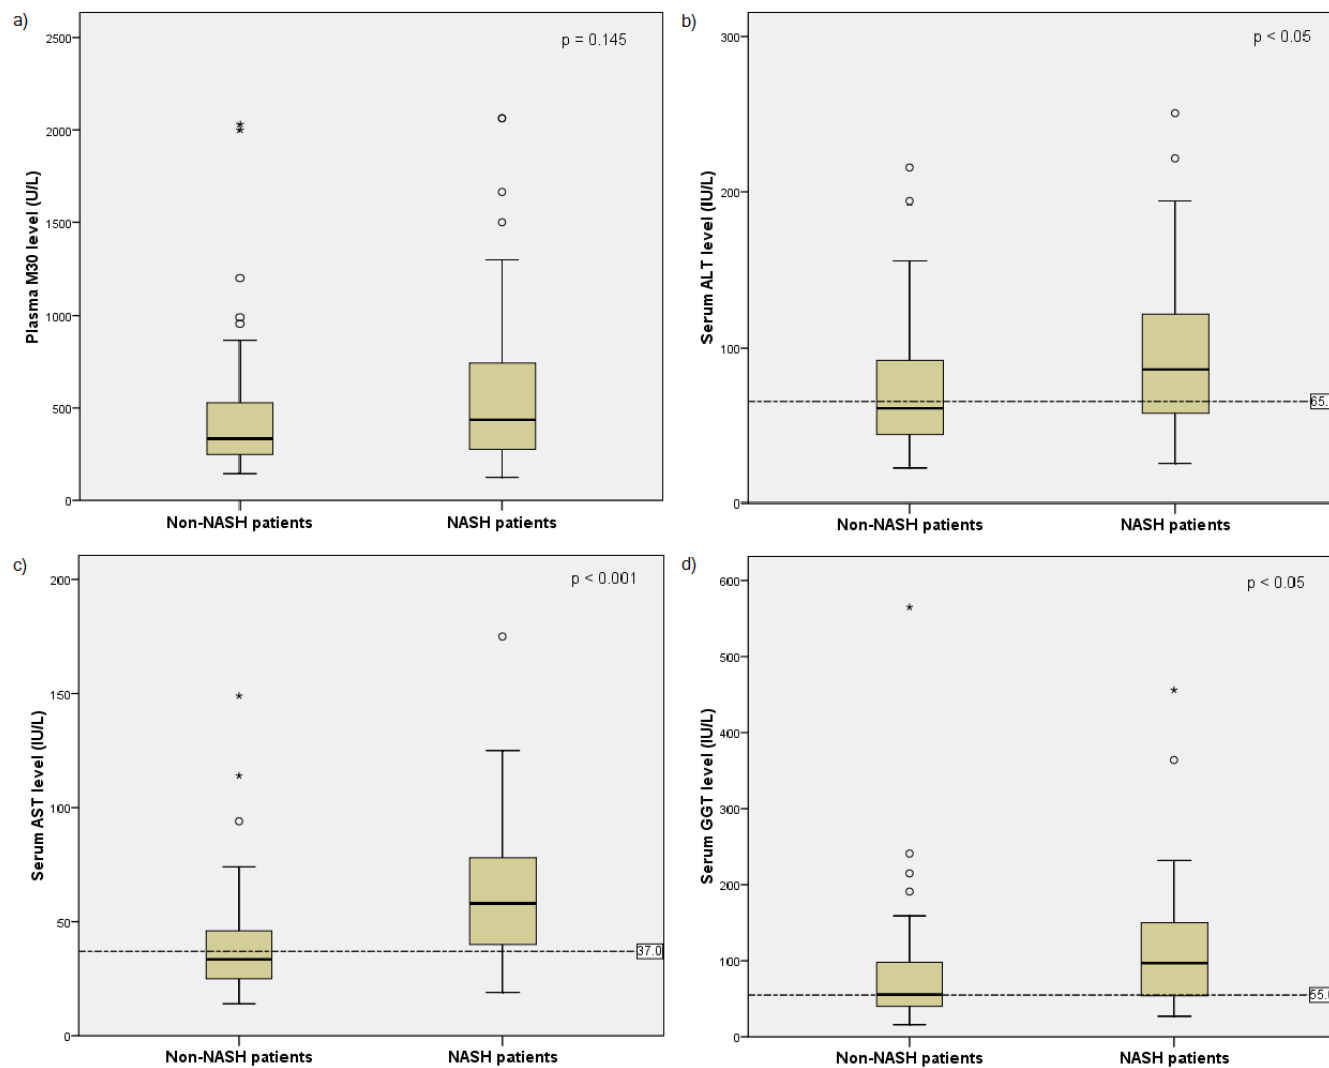 a)
p = 0.145
Plasma M30 level (U/L)
2500
2000
1500
1000
500
0
Non-NASH patients
NASH patients
b)
p < 0.05
Serum ALT level (IU/L)
300
200
100
0
65.
Non-NASH patients
NASH patients
c)
p < 0.001
Serum AST level (IU/L)
200
150
100
50
0
37.0
Non-NASH patients
NASH patients
d)
p < 0.05
Serum GGT level (IU/L)
600
500
400
300
200
100
0
55.0
Non-NASH patients
NASH patients